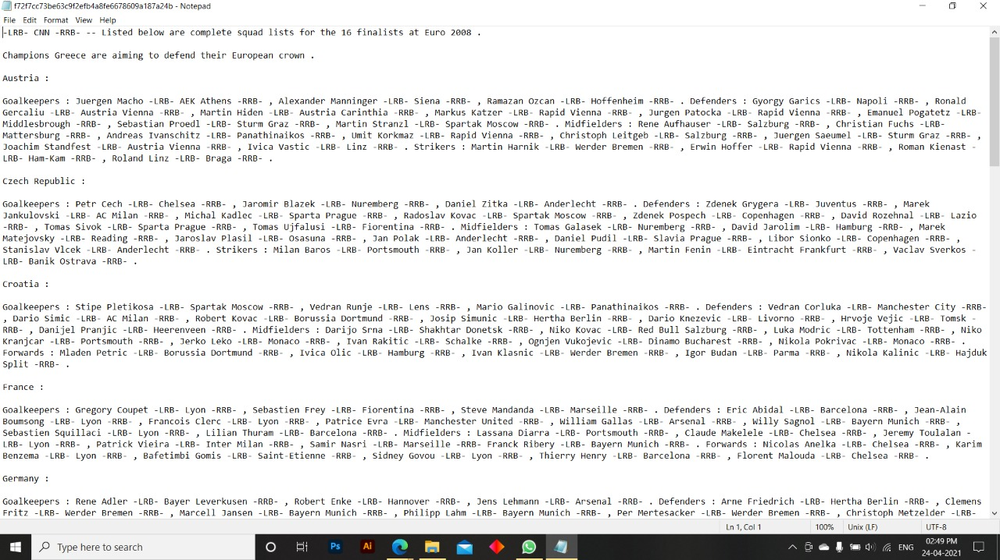 f72f7cc73be63c9f2efb4a8fe6678609a187a24b - Notepad
File Edit Format View Help
-LRB- CNN -RRB- -- Listed below are complete squad lists for the 16 finalists at Euro 2008 .
Champions Greece are aiming to defend their European crown .
Austria :
Goalkeepers : Juergen Macho -LRB- AEK Athens -RRB- , Alexander Manninger -LRB- Siena -RRB- , Ramazan Ozcan -LRB- Hoffenheim -RRB- . Defenders : Gyorgy Garics -LRB- Napoli -RRB- , Ronald
Gercaliu -LRB- Austria Vienna -RRB- , Martin Hiden -LRB- Austria Carinthia -RRB- , Markus Katzer -LRB- Rapid Vienna -RRB- , Jurgen Patocka -LRB- Rapid Vienna -RRB- , Emanuel Pogatetz -LRB-
Middlesbrough -RRB- , Sebastian Proedl -LRB- Sturm Graz -RRB- , Martin Stranzl -LRB- Spartak Moscow -RRB- . Midfielders : Rene Aufhauser -LRB- Salzburg -RRB- , Christian Fuchs -LRB-
Mattersburg -RRB- , Andreas Ivanschitz -LRB- Panathinaikos -RRB- , Umit Korkmaz -LRB- Rapid Vienna -RRB- , Christoph Leitgeb -LRB- Salzburg -RRB- , Juergen Saeumel -LRB- Sturm Graz -RRB- ,
Joachim Standfest -LRB- Austria Vienna -RRB- , Ivica Vastic -LRB- Linz -RRB- . Strikers : Martin Harnik -LRB- Werder Bremen -RRB- , Erwin Hoffer -LRB- Rapid Vienna -RRB- , Roman Kienast -
LRB- Ham-Kam -RRB- , Roland Linz -LRB- Braga -RRB- .
Czech Republic :
Goalkeepers : Petr Cech -LRB- Chelsea -RRB- , Jaromir Blazek -LRB- Nuremberg -RRB- , Daniel Zitka -LRB- Anderlecht -RRB- . Defenders : Zdenek Grygera -LRB- Juventus -RRB- , Marek
Jankulovski -LRB- AC Milan -RRB- , Michal Kadlec -LRB- Sparta Prague -RRB- , Radoslav Kovac -LRB- Spartak Moscow -RRB- , Zdenek Pospech -LRB- Copenhagen -RRB- , David Rozehnal -LRB- Lazio
-RRB- , Tomas Sivok -LRB- Sparta Prague -RRB- , Tomas Ujfalusi -LRB- Fiorentina -RRB- . Midfielders : Tomas Galasek -LRB- Nuremberg -RRB- , David Jarolim -LRB- Hamburg -RRB- , Marek
Matejovsky -LRB- Reading -RRB- , Jaroslav Plasil -LRB- Osasuna -RRB- , Jan Polak -LRB- Anderlecht -RRB- , Daniel Pudil -LRB- Slavia Prague -RRB- , Libor Sionko -LRB- Copenhagen -RRB- ,
Stanislav Vlcek -LRB- Anderlecht -RRB- . Strikers : Milan Baros -LRB- Portsmouth -RRB- , Jan Koller -LRB- Nuremberg -RRB- , Martin Fenin -LRB- Eintracht Frankfurt -RRB- , Vaclav Sverkos -
LRB- Banik Ostrava -RRB- .
Croatia :
Goalkeepers : Stipe Pletikosa -LRB- Spartak Moscow -RRB- , Vedran Runje -LRB- Lens -RRB- , Mario Galinovic -LRB- Panathinaikos -RRB- . Defenders : Vedran Corluka -LRB- Manchester City -RRB-
, Dario Simic -LRB- AC Milan -RRB- , Robert Kovac -LRB- Borussia Dortmund -RRB- , Josip Simunic -LRB- Hertha Berlin -RRB- , Dario Knezevic -LRB- Livorno -RRB- , Hrvoje Vejic -LRB- Tomsk -
RRB- , Danijel Pranjic -LRB- Heerenveen -RRB- . Midfielders : Darijo Srna -LRB- Shakhtar Donetsk -RRB- , Niko Kovac -LRB- Red Bull Salzburg -RRB- , Luka Modric -LRB- Tottenham -RRB- , Niko
Kranjcar -LRB- Portsmouth -RRB- , Jerko Leko -LRB- Monaco -RRB- , Ivan Rakitic -LRB- Schalke -RRB- , Ognjen Vukojevic -LRB- Dinamo Bucharest -RRB- , Nikola Pokrivac -LRB- Monaco -RRB- .
Forwards : Mladen Petric -LRB- Borussia Dortmund -RRB- , Ivica Olic -LRB- Hamburg -RRB- , Ivan Klasnic -LRB- Werder Bremen -RRB- , Igor Budan -LRB- Parma -RRB- , Nikola Kalinic -LRB- Hajduk
Split -RRB- .
France :
Goalkeepers : Gregory Coupet -LRB- Lyon -RRB- , Sebastien Frey -LRB- Fiorentina -RRB- , Steve Mandanda -LRB- Marseille -RRB- . Defenders : Eric Abidal -LRB- Barcelona -RRB- , Jean-Alain
Boumsong -LRB- Lyon -RRB- , Francois Clerc -LRB- Lyon -RRB- , Patrice Evra -LRB- Manchester United -RRB- , William Gallas -LRB- Arsenal -RRB- , Willy Sagnol -LRB- Bayern Munich -RRB- ,
Sebastien Squillaci -LRB- Lyon -RRB- , Lilian Thuram -LRB- Barcelona -RRB- . Midfielders : Lassana Diarra -LRB- Portsmouth -RRB- , Claude Makelele -LRB- Chelsea -RRB- , Jeremy Toulalan -
LRB- Lyon -RRB- , Patrick Vieira -LRB- Inter Milan -RRB- , Samir Nasri -LRB- Marseille -RRB- Franck Ribery -LRB- Bayern Munich -RRB- . Forwards : Nicolas Anelka -LRB- Chelsea -RRB- , Karim
Benzema -LRB- Lyon -RRB- , Bafetimbi Gomis -LRB- Saint-Etienne -RRB- , Sidney Govou -LRB- Lyon -RRB- , Thierry Henry -LRB- Barcelona -RRB- , Florent Malouda -LRB- Chelsea -RRB- .
Germany :
Goalkeepers : Rene Adler -LRB- Bayer Leverkusen -RRB- , Robert Enke -LRB- Hannover -RRB- , Jens Lehmann -LRB- Arsenal -RRB- . Defenders : Arne Friedrich -LRB- Hertha Berlin -RRB- , Clemens
Fritz -LRB- Werder Bremen -RRB- , Marcell Jansen -LRB- Bayern Munich -RRB- , Philipp Lahm -LRB- Bayern Munich -RRB- , Per Mertesacker -LRB- Werder Bremen -RRB- , Christoph Metzelder -LRB-
Ln 1, Col 1 100% Unix (LF) UTF-8
Type here to search
Ps
Ai
ENG
02:49 PM
24-04-2021